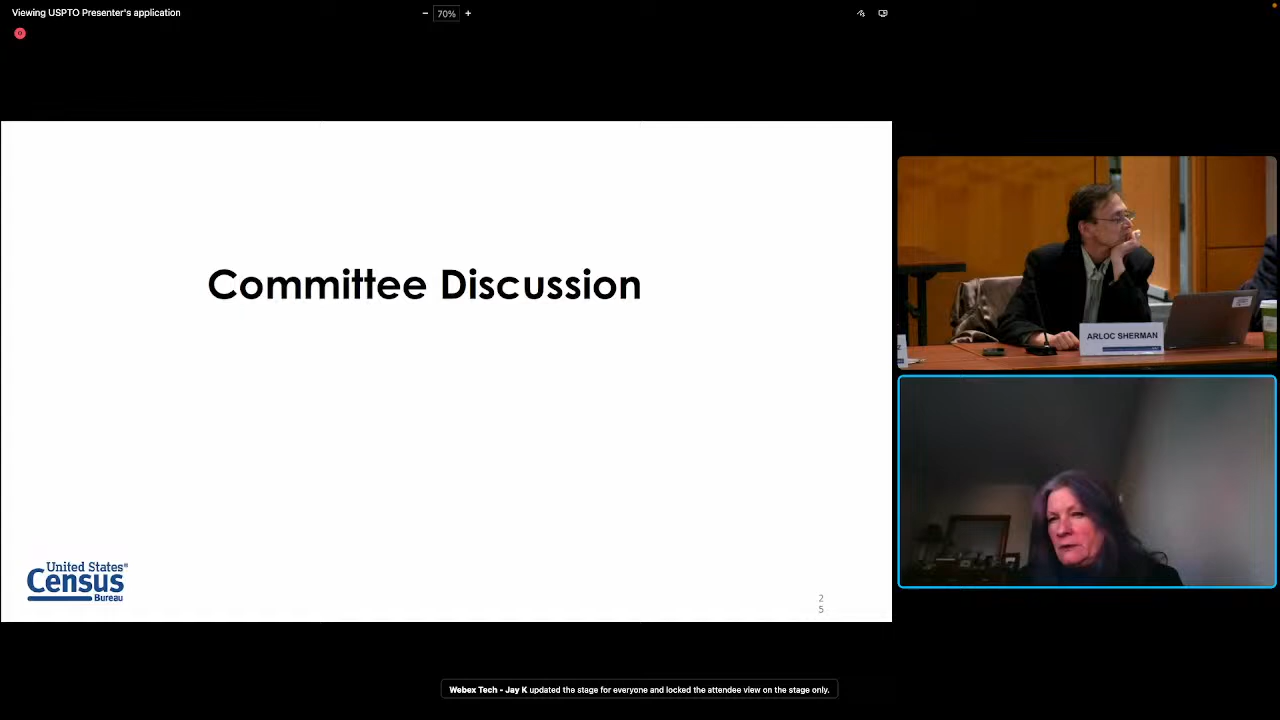 Viewing USPTO Presenter's application
− 70% +
Committee Discussion
ARLOC SHERMAN
United States®
Census
Bureau
2
5
Webex Tech - Jay K updated the stage for everyone and locked the attendee view on the stage only.